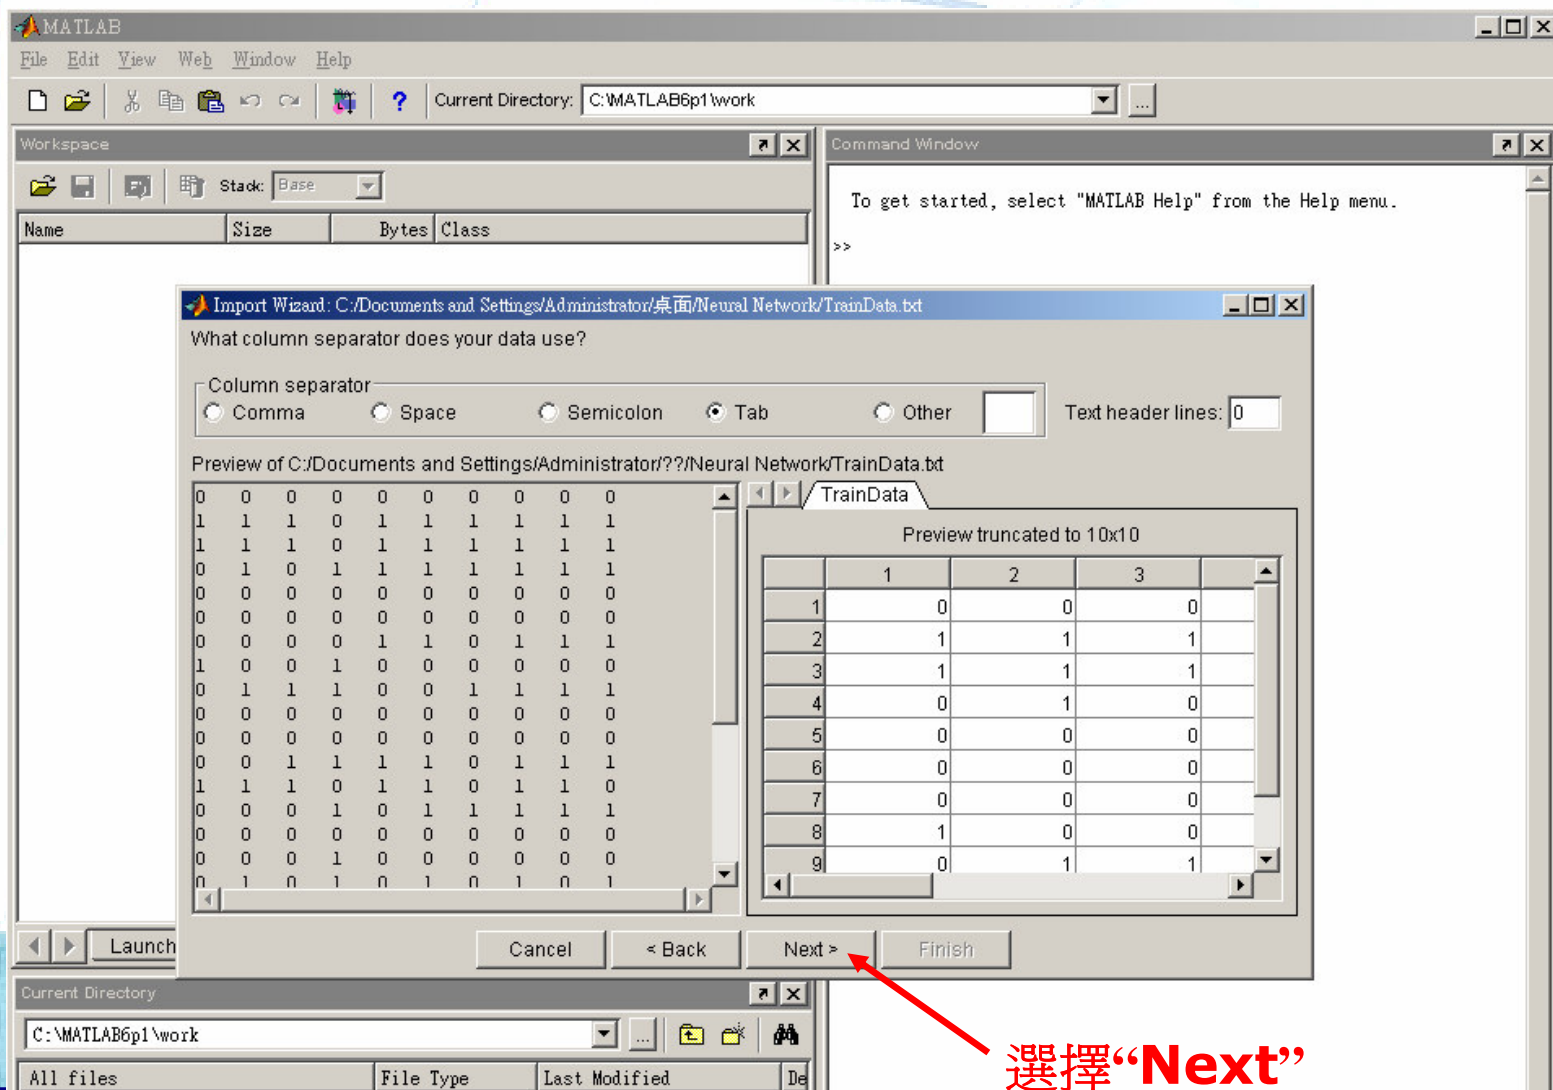 MATLAB
File Edit View Web Window Help
Current Directory: C:\MATLAB6p1\work
...
Workspace
Stack: Base
Name Size Bytes Class
Command Window
To get started, select "MATLAB Help" from the Help menu.
>>
Import Wizard: C:/Documents and Settings/Administrator/桌面/Neural Network/TrainData.txt
What column separator does your data use?
Column separator
Comma Space Semicolon Tab Other
Text header lines: 0
Preview of C:/Documents and Settings/Administrator/??/Neural Network/TrainData.txt
0 0 0 0 0 0 0 0 0 0
1 1 1 0 1 1 1 1 1 1
1 1 1 0 1 1 1 1 1 1
0 1 0 1 1 1 1 1 1 1
0 0 0 0 0 0 0 0 0 0
0 0 0 0 0 0 0 0 0 0
0 0 0 0 1 1 0 1 1 1
1 0 0 1 0 0 0 0 0 0
0 1 1 1 0 0 1 1 1 1
0 0 0 0 0 0 0 0 0 0
0 0 0 0 0 0 0 0 0 0
0 0 1 1 1 1 0 1 1 1
1 1 1 0 1 1 0 1 1 0
0 0 0 1 0 1 1 1 1 1
0 0 0 0 0 0 0 0 0 0
0 0 0 1 0 0 0 0 0 0
0 1 0 1 0 1 0 1 0 1
TrainData
Preview truncated to 10x10
1 2 3
1 0 0 0
2 1 1 1
3 1 1 1
4 0 1 0
5 0 0 0
6 0 0 0
7 0 0 0
8 1 0 0
9 0 1 1
Cancel < Back Next > Finish
Launch
Current Directory
C:\MATLAB6p1\work
...
All files File Type Last Modified De
選擇“Next”